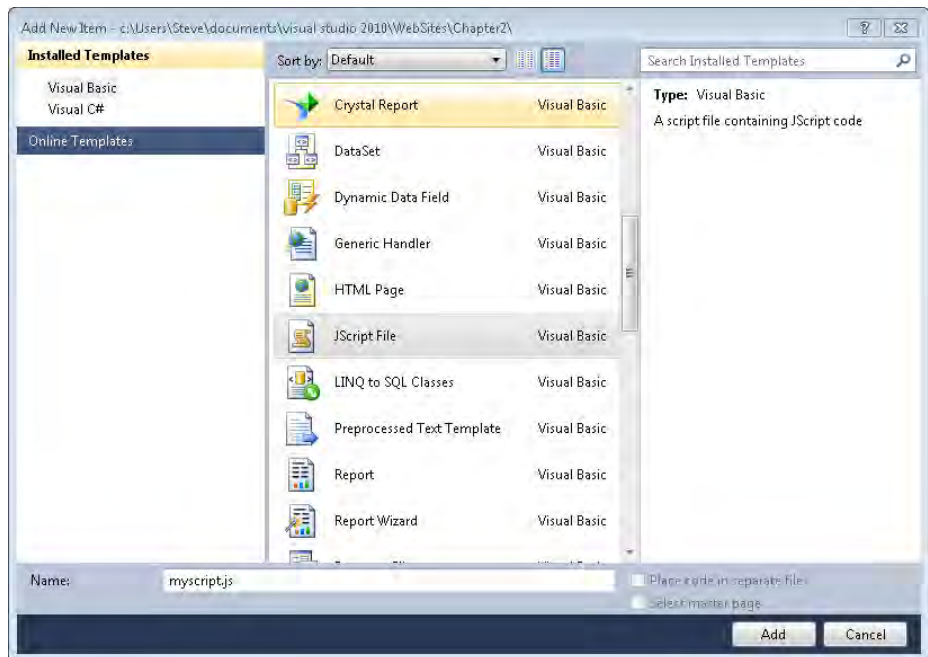 Add New Item - c:\Users\Steve\documents\visual studio 2010\WebSites\Chapter2\
Installed Templates
Visual Basic
Visual C#
Online Templates
Sort by: Default
Search Installed Templates
Crystal Report Visual Basic
DataSet Visual Basic
Dynamic Data Field Visual Basic
Generic Handler Visual Basic
HTML Page Visual Basic
JScript File Visual Basic
LINQ to SQL Classes Visual Basic
Preprocessed Text Template Visual Basic
Report Visual Basic
Report Wizard Visual Basic
Type: Visual Basic
A script file containing JScript code
Name: myscript.js
Place code in separate file
Select master page
Add Cancel